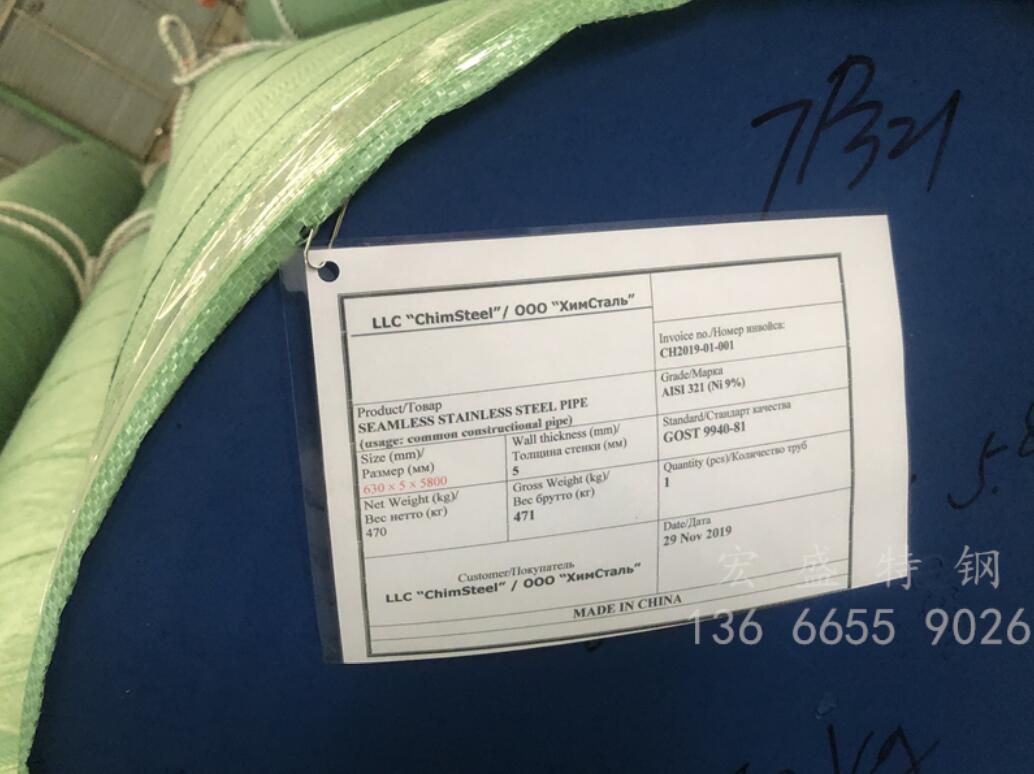 7P321
LLC “ChimSteel”/ ООО “ХимСталь”
Invoice no./Номер инвойса:
CH2019-01-001
Grade/Марка
AISI 321 (Ni 9%)
Product/Товар
SEAMLESS STAINLESS STEEL PIPE
(usage: common constructional pipe)
Standard/Стандарт качества
GOST 9940-81
Size (mm)/
Размер (мм)
630 × 5 x 5800
Wall thickness (mm)/
Толщина стенки (мм)
5
Quantity (pcs)/Количество труб
1
Net Weight (kg)/
Вес нетто (кг)
470
Gross Weight (kg)/
Вес брутто (кг)
471
Date/Дата
29 Nov 2019
Customer/Покупатель
LLC “ChimSteel” / ООО “ХимСталь”
MADE IN CHINA
宏盛特钢
136 6655 9026